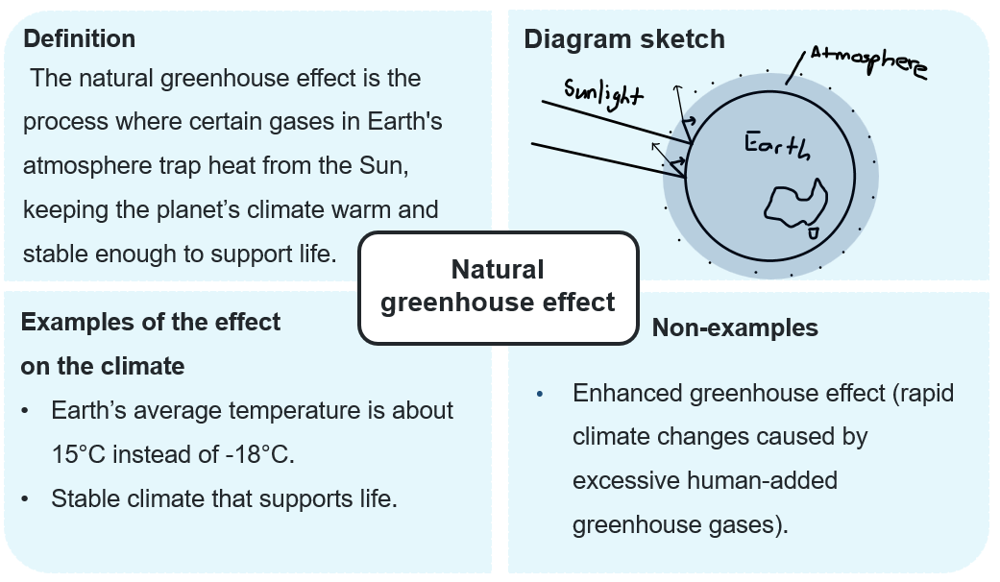 Definition
The natural greenhouse effect is the
process where certain gases in Earth's
atmosphere trap heat from the Sun,
keeping the planet’s climate warm and
stable enough to support life.
Diagram sketch
Atmosphere
Sunlight
Earth
Natural
greenhouse effect
Examples of the effect
on the climate
• Earth’s average temperature is about
15°C instead of -18°C.
• Stable climate that supports life.
Non-examples
• Enhanced greenhouse effect (rapid
climate changes caused by
excessive human-added
greenhouse gases).